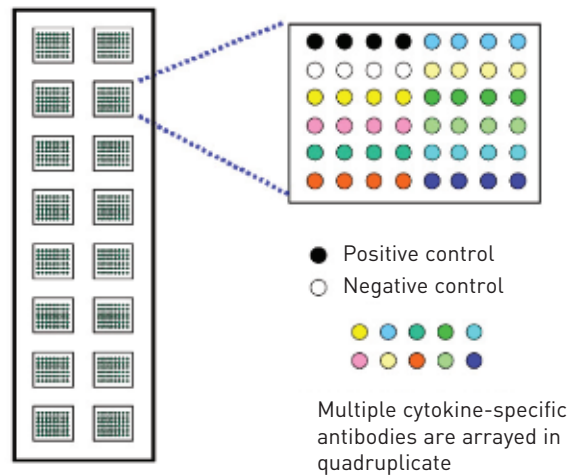 Positive control
Negative control
Multiple cytokine-specific
antibodies are arrayed in
quadruplicate